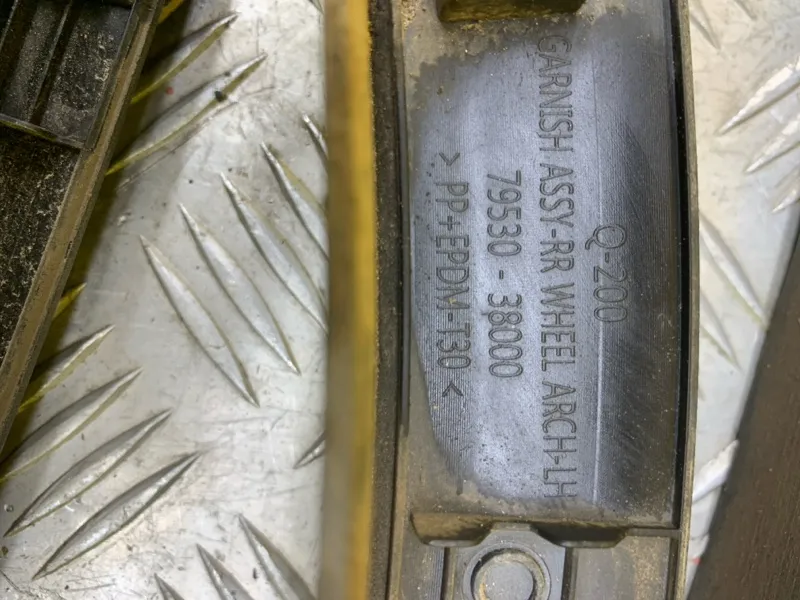 Q-200
GARNISH ASSY-RR WHEEL ARCH-LH
79530 - 38000
> PP+EPDM-T30 <